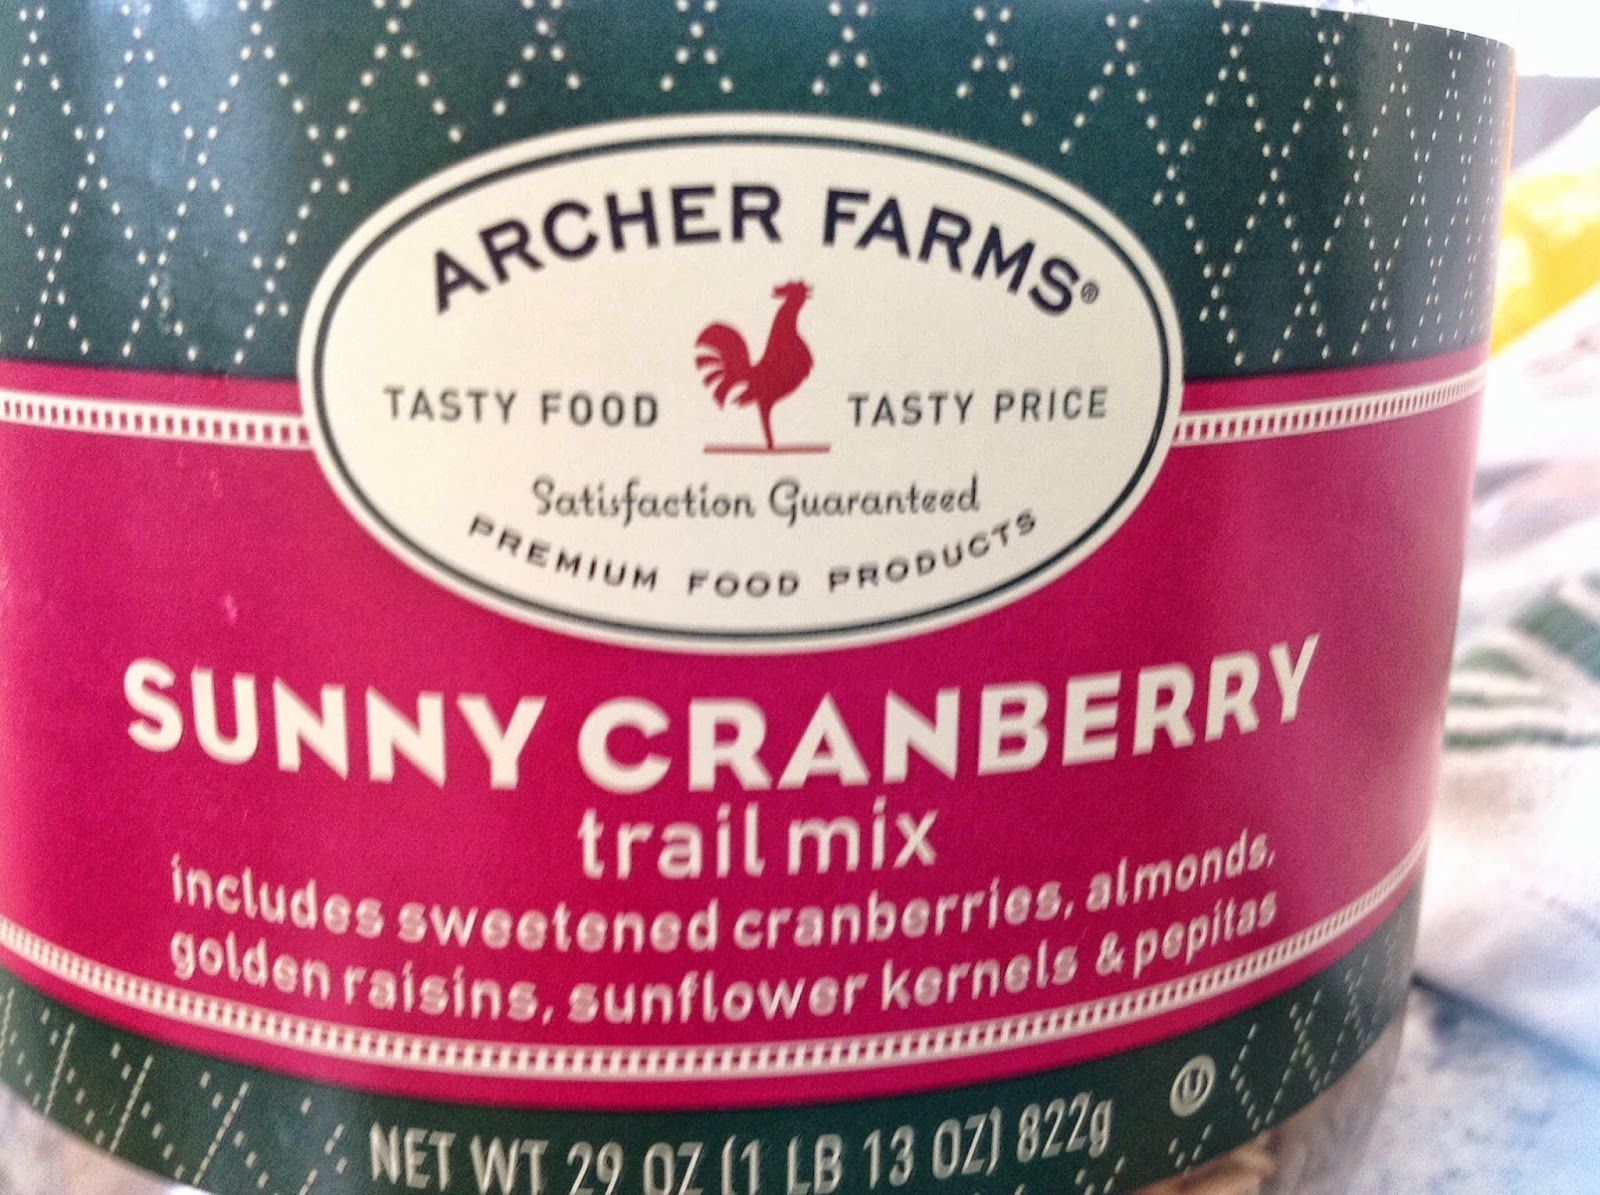 ARCHER FARMS®
TASTY FOOD TASTY PRICE
Satisfaction Guaranteed
PREMIUM FOOD PRODUCTS
SUNNY CRANBERRY
trail mix
includes sweetened cranberries, almonds,
golden raisins, sunflower kernels & pepitas
U
NET WT 29 OZ (1 LB 13 OZ) 822g